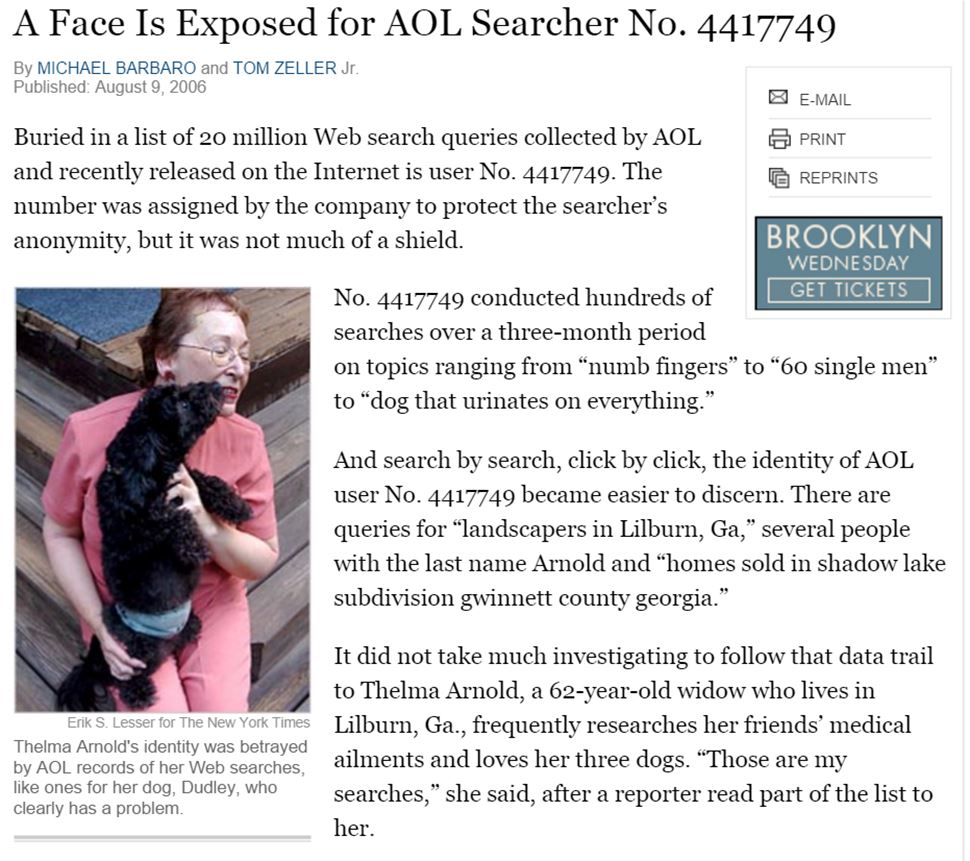 A Face Is Exposed for AOL Searcher No. 4417749
By MICHAEL BARBARO and TOM ZELLER Jr.
Published: August 9, 2006
E-MAIL
PRINT
REPRINTS
BROOKLYN
WEDNESDAY
GET TICKETS
Buried in a list of 20 million Web search queries collected by AOL
and recently released on the Internet is user No. 4417749. The
number was assigned by the company to protect the searcher’s
anonymity, but it was not much of a shield.
No. 4417749 conducted hundreds of
searches over a three-month period
on topics ranging from “numb fingers” to “60 single men”
to “dog that urinates on everything.”
And search by search, click by click, the identity of AOL
user No. 4417749 became easier to discern. There are
queries for “landscapers in Lilburn, Ga,” several people
with the last name Arnold and “homes sold in shadow lake
subdivision gwinnett county georgia.”
It did not take much investigating to follow that data trail
to Thelma Arnold, a 62-year-old widow who lives in
Lilburn, Ga., frequently researches her friends’ medical
ailments and loves her three dogs. “Those are my
searches,” she said, after a reporter read part of the list to
her.
Erik S. Lesser for The New York Times
Thelma Arnold's identity was betrayed
by AOL records of her Web searches,
like ones for her dog, Dudley, who
clearly has a problem.